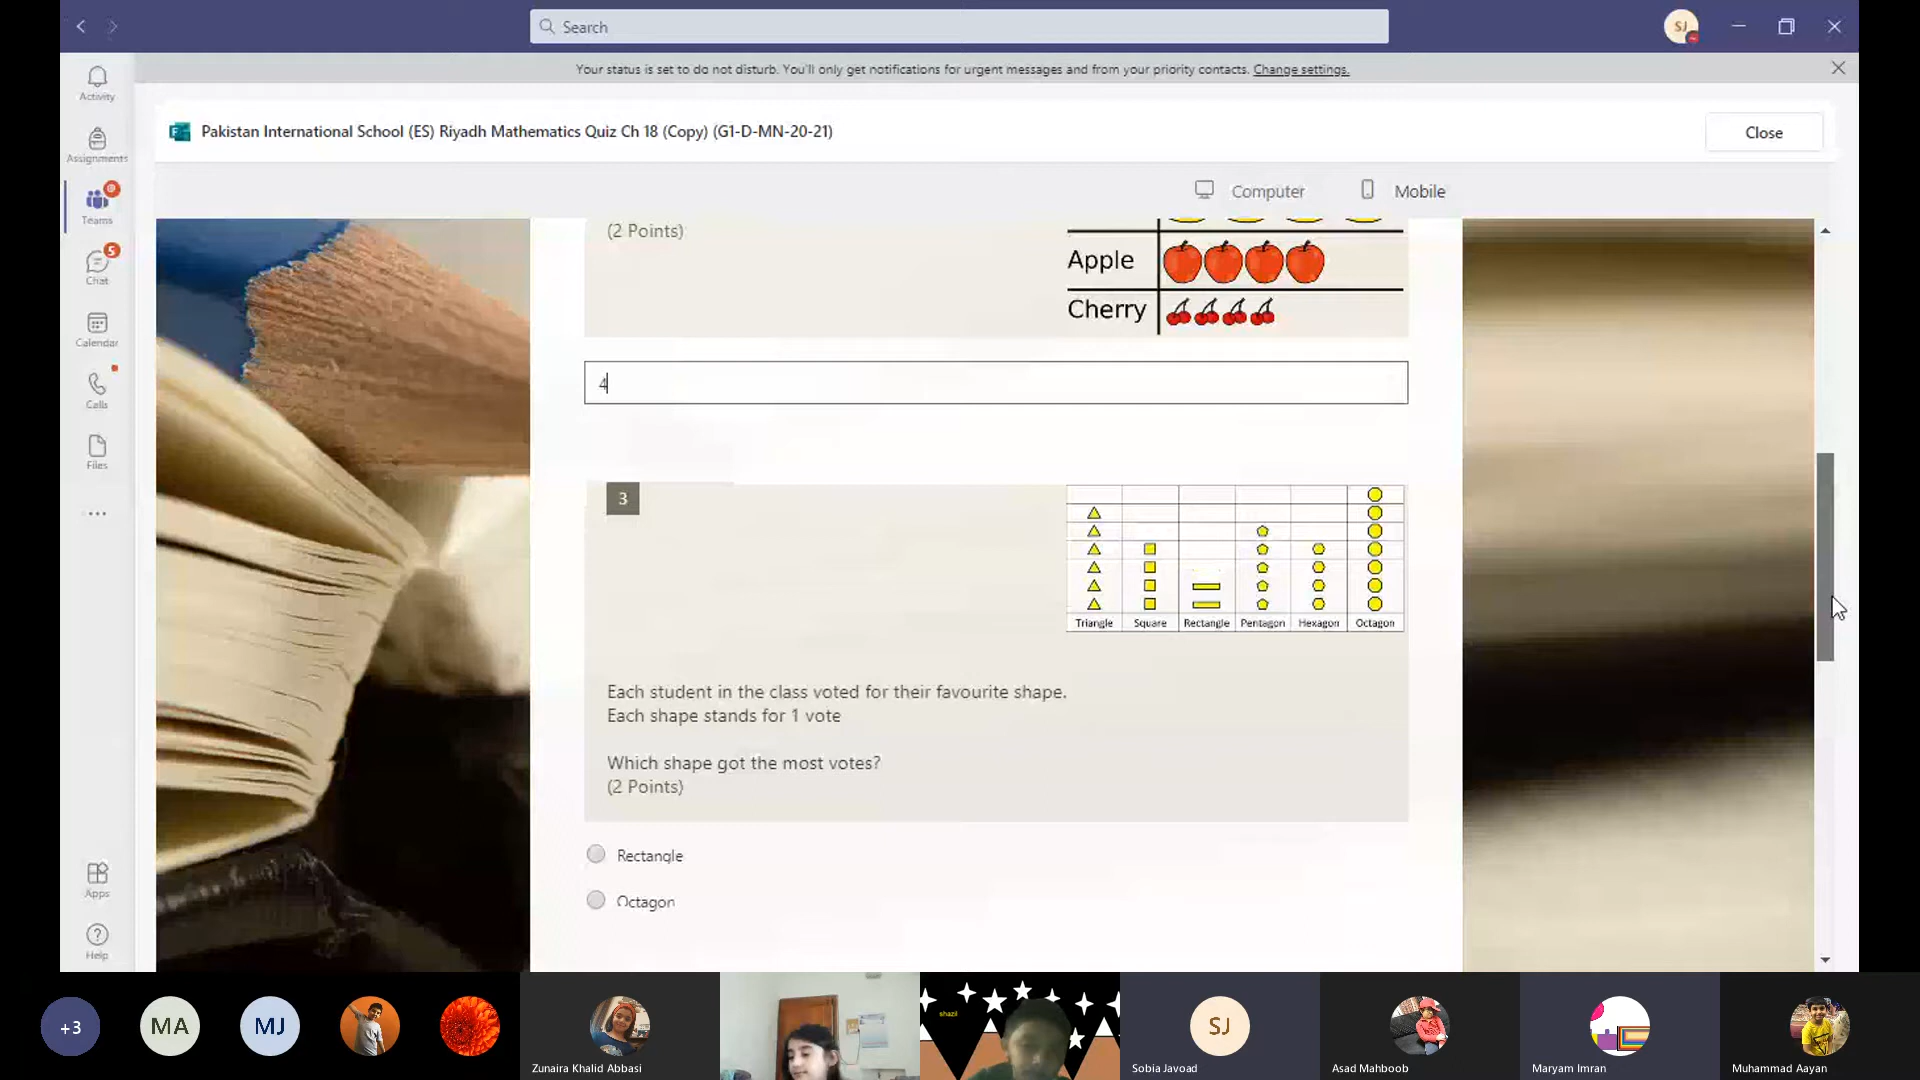 Search
SJ
Your status is set to do not disturb. You'll only get notifications for urgent messages and from your priority contacts. Change settings.
Activity
Assignments
Teams
Chat
5
Calendar
Calls
Files
Apps
Help
Pakistan International School (ES) Riyadh Mathematics Quiz Ch 18 (Copy) (G1-D-MN-20-21)
Close
Computer
Mobile
(2 Points)
Apple
Cherry
4
3
Triangle Square Rectangle Pentagon Hexagon Octagon
Each student in the class voted for their favourite shape.
Each shape stands for 1 vote
Which shape got the most votes?
(2 Points)
Rectangle
Octagon
+3
MA
MJ
Zunaira Khalid Abbasi
shazil
SJ
Sobia Javoad
Asad Mahboob
Maryam Imran
Muhammad Aayan